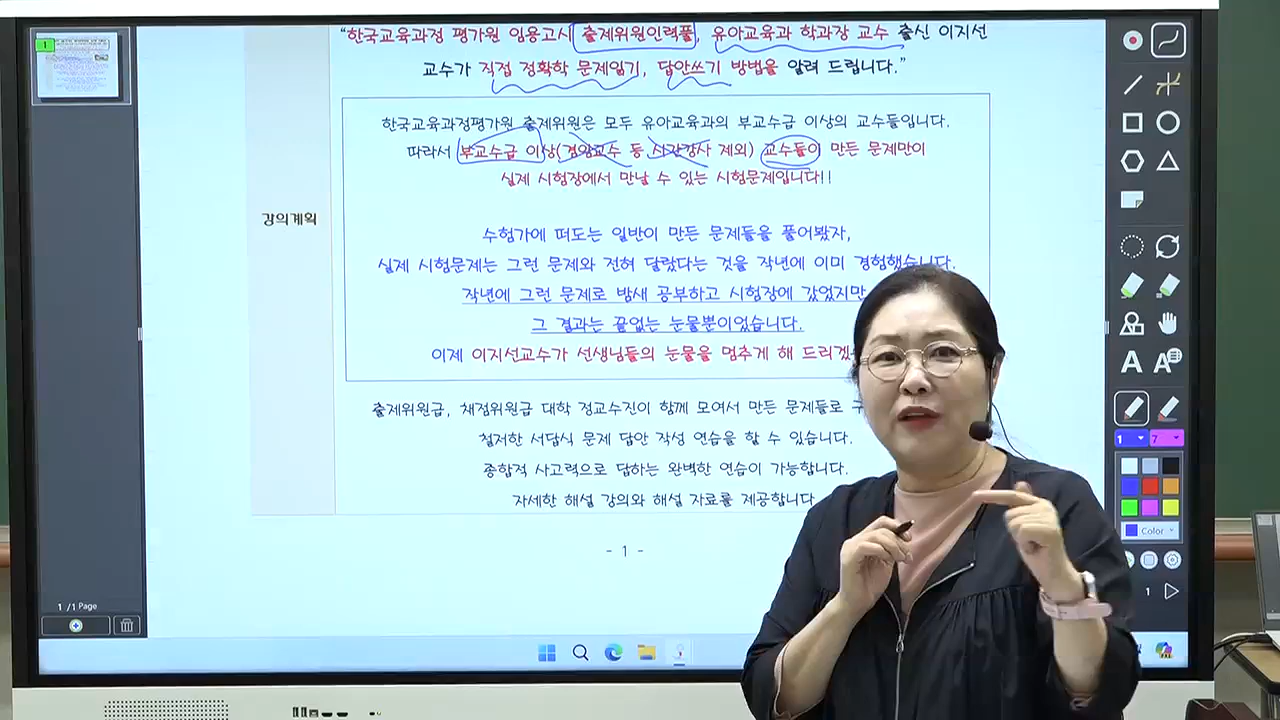 "한국교육과정 평가원 임용고시 출제위원인력풀, 유아교육과 학과장 교수 출신 이지선
교수가 직접 정확학 문제읽기, 답안쓰기 방법을 알려 드립니다."
한국교육과정평가원 출제위원은 모두 유아교육과의 부교수급 이상의 교수들입니다.
따라서 부교수급 이상(겸임교수 등 시간강사 제외) 교수들이 만든 문제만이
실제 시험장에서 만날 수 있는 시험문제입니다!!
강의계획
수험가에 떠도는 일반이 만든 문제들을 풀어봤자,
실제 시험문제는 그런 문제와 전혀 달랐다는 것을 작년에 이미 경험했습니다.
작년에 그런 문제로 밤새 공부하고 시험장에 갔었지만
그 결과는 끝없는 눈물뿐이었습니다.
이제 이지선교수가 선생님들의 눈물을 멈추게 해 드리겠
출제위원급, 채점위원급 대학 정교수진이 함께 모여서 만든 문제들로
철저한 서답식 문제 답안 작성 연습을 할 수 있습니다.
종합적 사고력으로 답하는 완벽한 연습이 가능합니다.
자세한 해설 강의와 해설 자료를 제공합니다
- 1 -
1
1 /1 Page
A A
1 7
Color
1